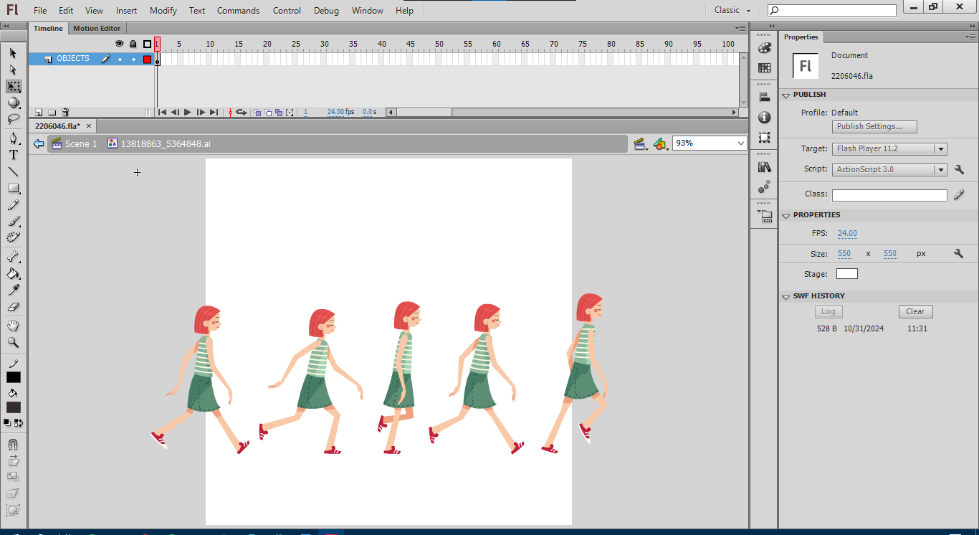 Fl File Edit View Insert Modify Text Commands Control Debug Window Help Classic
Timeline Motion Editor
1 5 10 15 20 25 30 35 40 45 50 55 60 65 70 75 80 85 90 95 100
OBJECTS
1 24.00 fps 0.0 s
2206046.fla* ×
Scene 1 13818863_5364848.ai 93%
T
Properties
Fl Document
2206046.fla
PUBLISH
Profile: Default
Publish Settings...
Target: Flash Player 11.2
Script: ActionScript 3.0
Class:
PROPERTIES
FPS: 24.00
Size: 550 x 550 px
Stage:
SWF HISTORY
Log Clear
528 B 10/31/2024 11:31